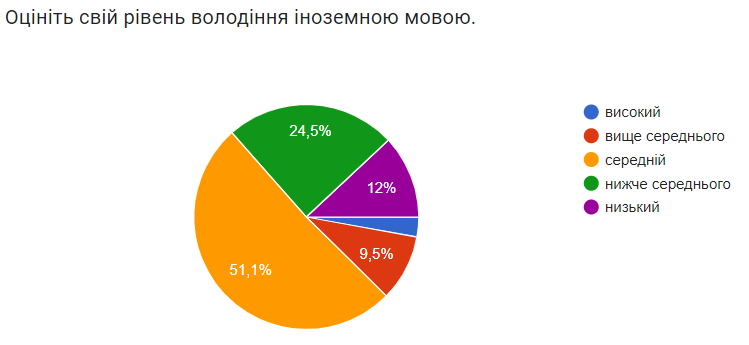 Оцініть свій рівень володіння іноземною мовою.
24,5%
12%
9,5%
51,1%
високий
вище середнього
середній
нижче середнього
низький